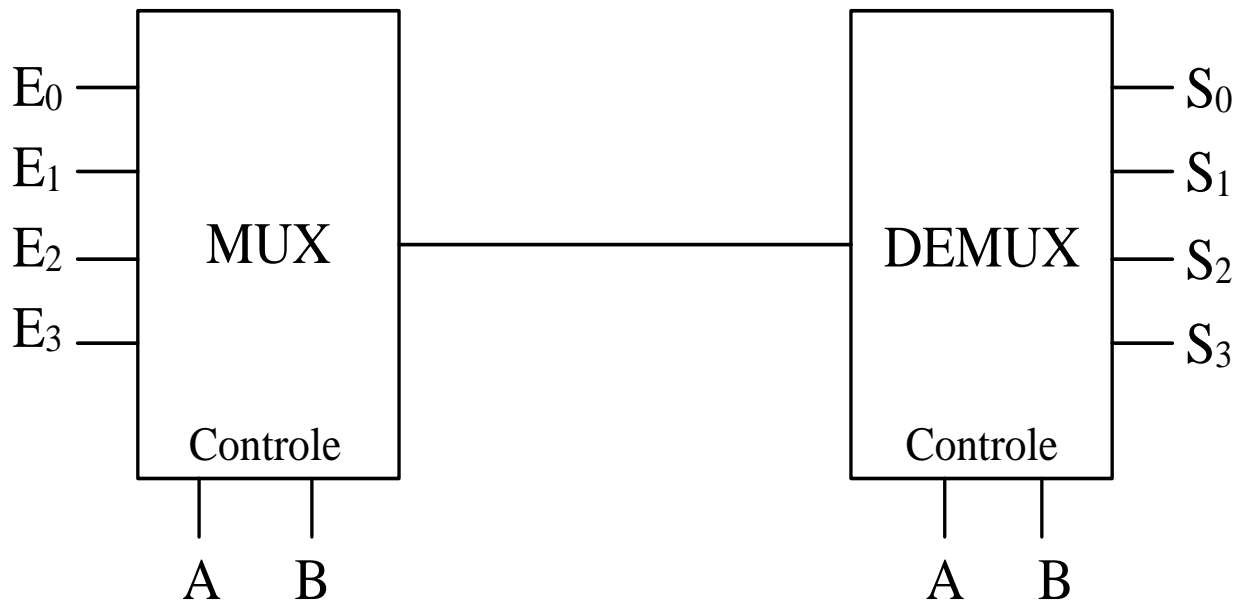 E0
E1
E2
E3
MUX
Controle
A B
DEMUX
S0
S1
S2
S3
Controle
A B